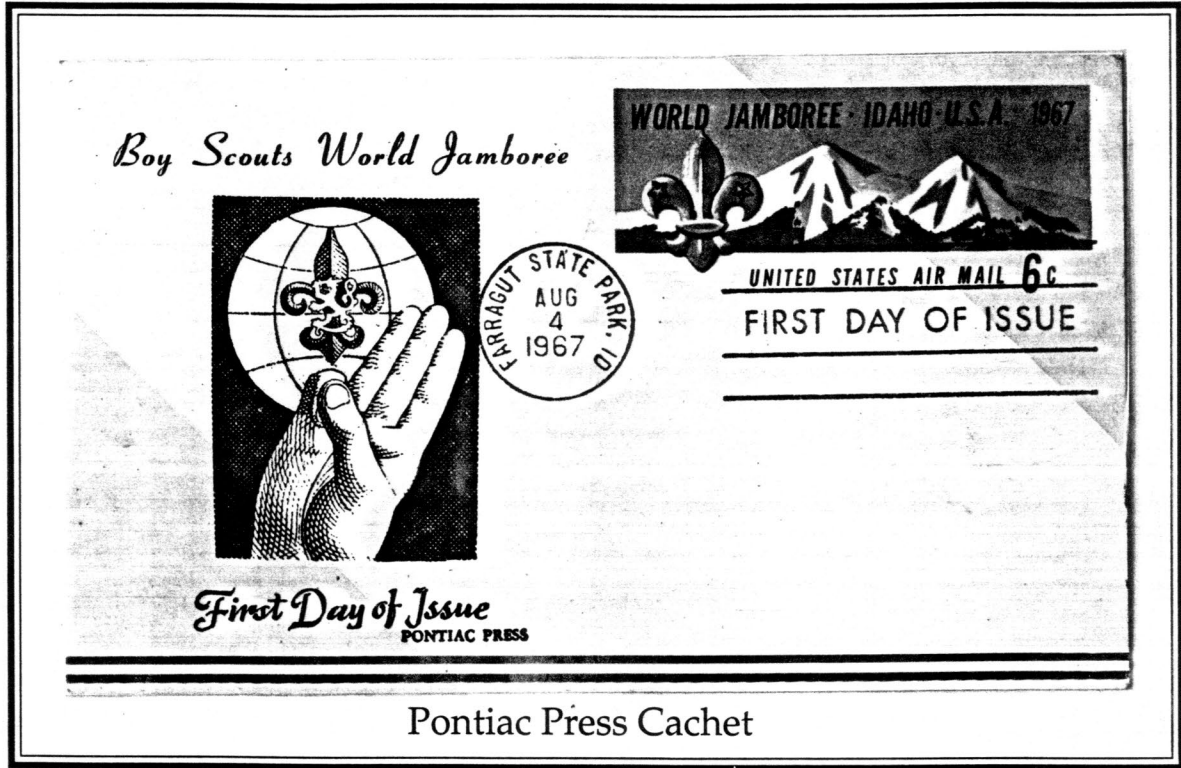 Boy Scouts World Jamboree
WORLD JAMBOREE · IDAHO · U.S.A. · 1967
UNITED STATES AIR MAIL 6c
FARRAGUT STATE PARK, ID
AUG
4
1967
FIRST DAY OF ISSUE
First Day of Issue
PONTIAC PRESS
Pontiac Press Cachet